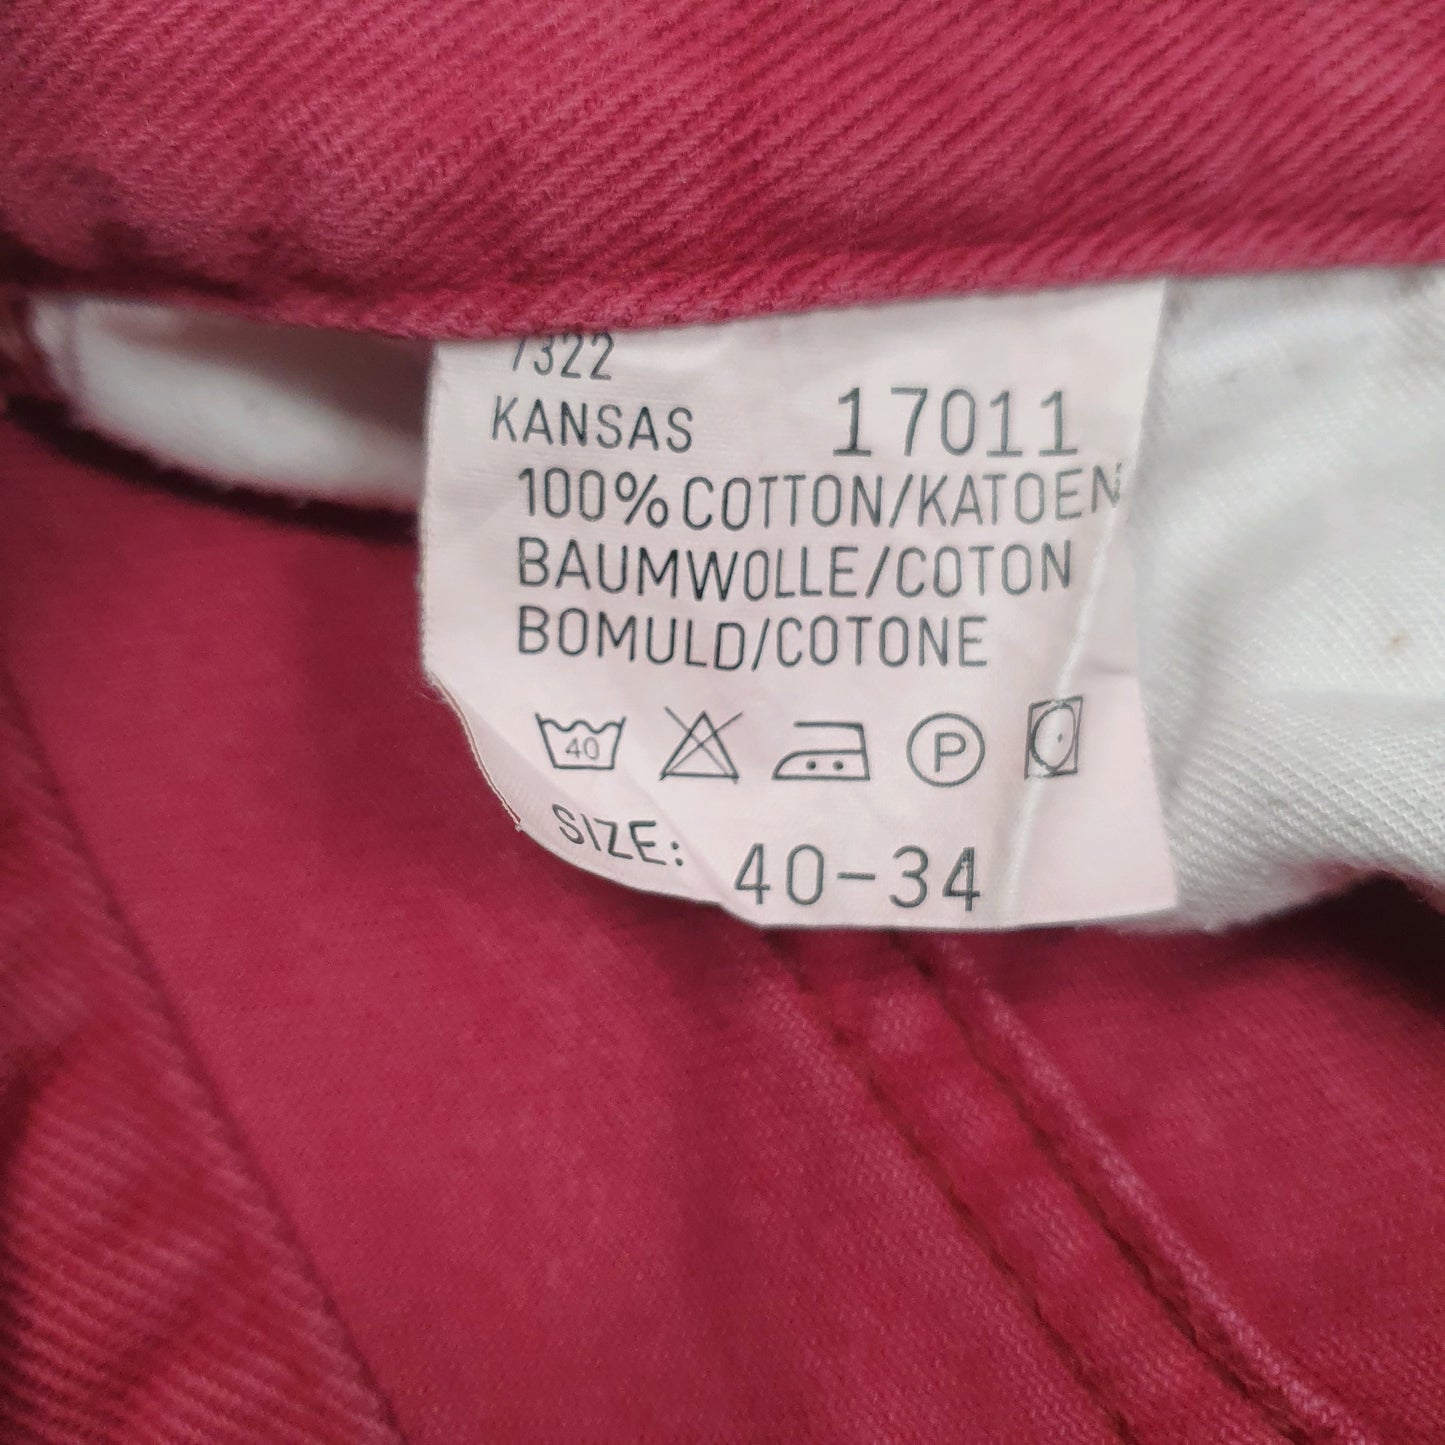 7322
KANSAS 17011
100% COTTON/KATOEN
BAUMWOLLE/COTON
BOMULD/COTONE
40 P
SIZE: 40-34